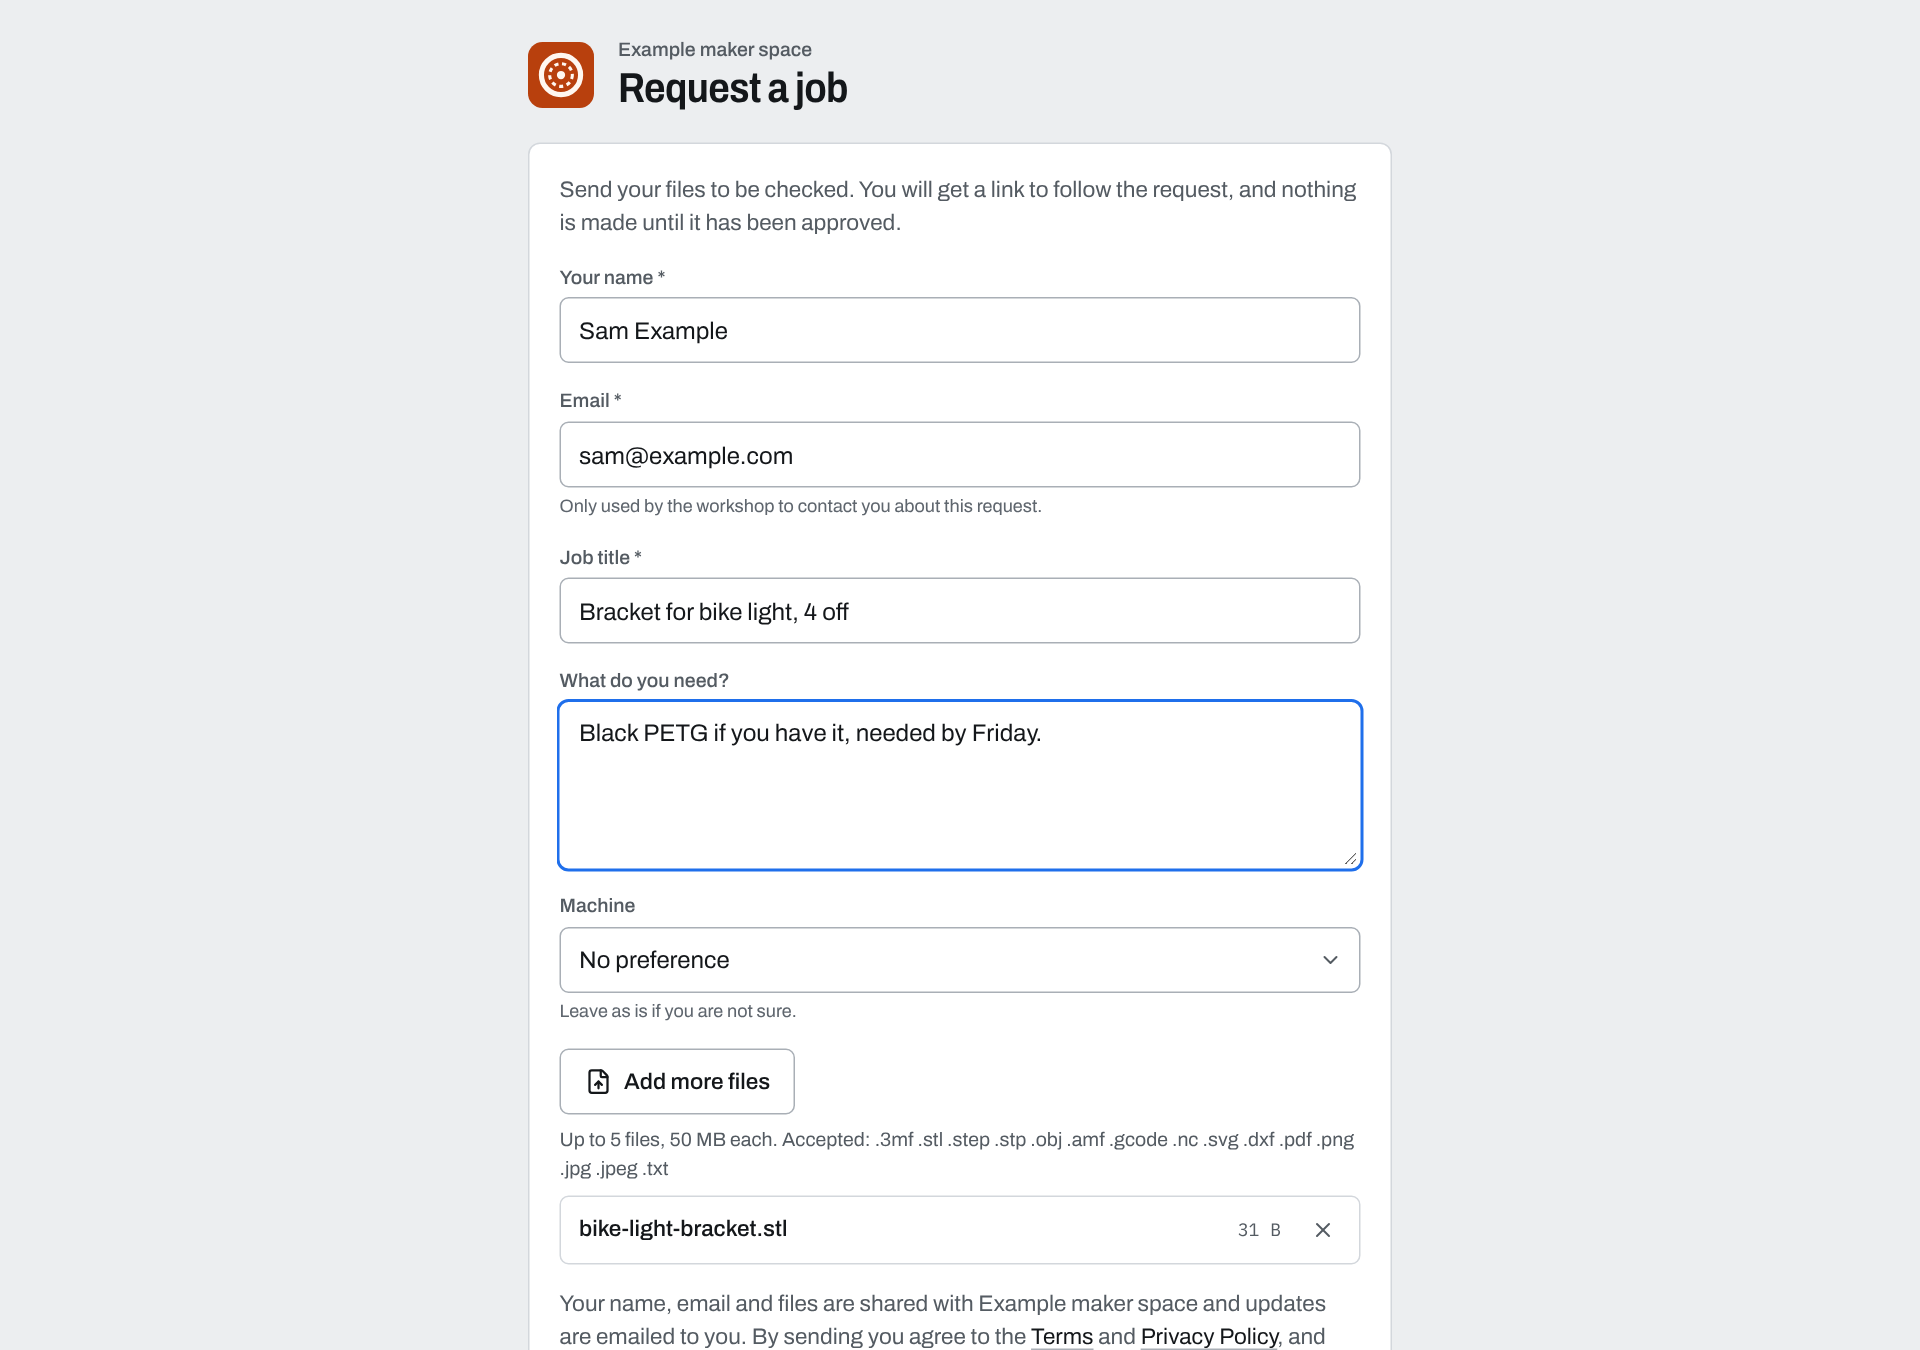 Example maker space
Request a job
Send your files to be checked. You will get a link to follow the request, and nothing
is made until it has been approved.
Your name *
Sam Example
Email *
sam@example.com
Only used by the workshop to contact you about this request.
Job title *
Bracket for bike light, 4 off
What do you need?
Black PETG if you have it, needed by Friday.
Machine
No preference
Leave as is if you are not sure.
Add more files
Up to 5 files, 50 MB each. Accepted: .3mf .stl .step .stp .obj .amf .gcode .nc .svg .dxf .pdf .png
.jpg .jpeg .txt
bike-light-bracket.stl 31 B
Your name, email and files are shared with Example maker space and updates
are emailed to you. By sending you agree to the Terms and Privacy Policy, and